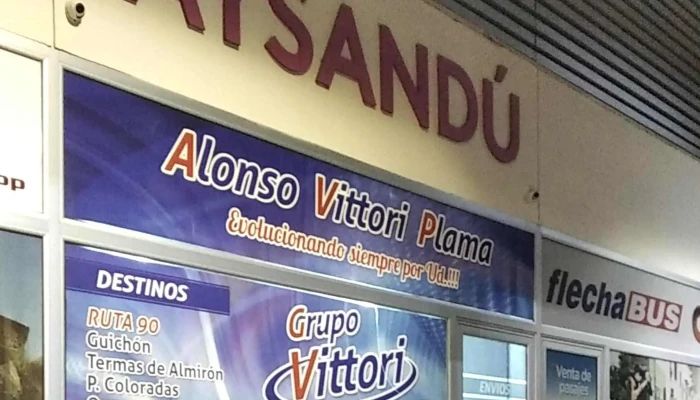 AYSANDÚ
Alonso Vittori Plama
Evolucionando siempre por Ud.!!!
flechaBUS
DESTINOS
RUTA 90
Guichón
Termas de Almirón
P. Coloradas
Grupo
Vittori
ENVIOS
Venta de
pasajes